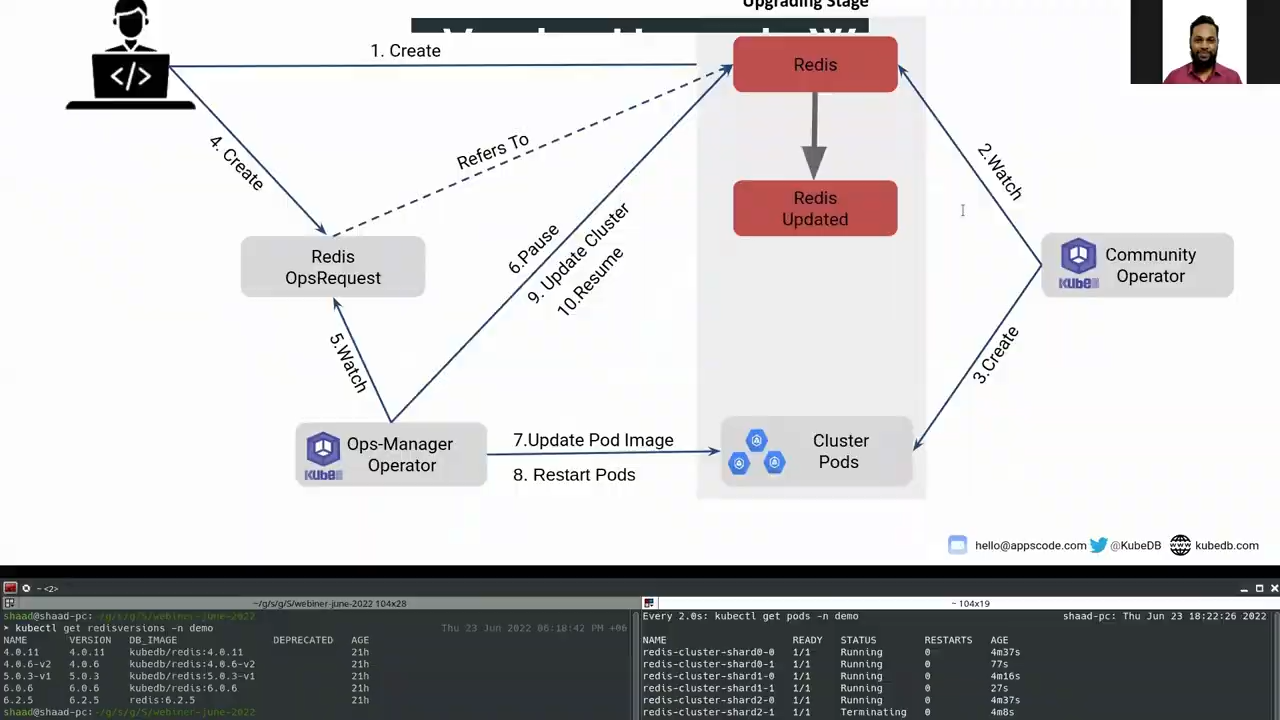 Upgrading Stage
</>
1. Create
Redis
4. Create
Refers To
2.Watch
Redis
Updated
Redis
OpsRequest
6.Pause
9. Update Cluster
10.Resume
KUBE
Community
Operator
5.Watch
3.Create
KUBE
Ops-Manager
Operator
7.Update Pod Image
8. Restart Pods
Cluster
Pods
hello@appscode.com @KubeDB kubedb.com
~ <2>
~/g/s/g/S/webiner-june-2022 104x28
shaad@shaad-pc:~/g/s/g/S/webiner-june-2022
> kubectl get redisversions -n demo Thu 23 Jun 2022 06:18:42 PM +06
NAME VERSION DB_IMAGE DEPRECATED AGE
4.0.11 4.0.11 kubedb/redis:4.0.11 21h
4.0.6-v2 4.0.6 kubedb/redis:4.0.6-v2 21h
5.0.3-v1 5.0.3 kubedb/redis:5.0.3-v1 21h
6.0.6 6.0.6 kubedb/redis:6.0.6 21h
6.2.5 6.2.5 redis:6.2.5 21h
shaad@shaad-pc:~/g/s/g/S/webiner-june-2022
~ 104x19
Every 2.0s: kubectl get pods -n demo shaad-pc: Thu Jun 23 18:22:26 2022
NAME READY STATUS RESTARTS AGE
redis-cluster-shard0-0 1/1 Running 0 4m37s
redis-cluster-shard0-1 1/1 Running 0 77s
redis-cluster-shard1-0 1/1 Running 0 4m16s
redis-cluster-shard1-1 1/1 Running 0 27s
redis-cluster-shard2-0 1/1 Running 0 4m37s
redis-cluster-shard2-1 1/1 Terminating 0 4m8s